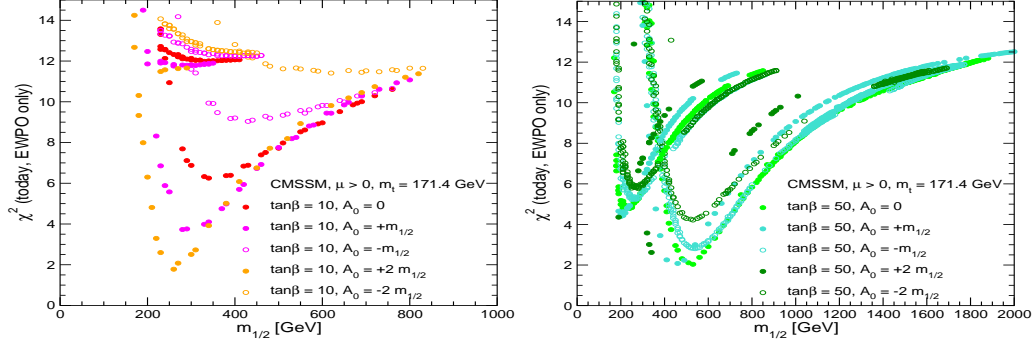 14
12
10
8
6
4
2
0
χ² (today, EWPO only)
CMSSM, μ > 0, mₜ = 171.4 GeV
tanβ = 10, A₀ = 0
tanβ = 10, A₀ = +m₁/₂
tanβ = 10, A₀ = -m₁/₂
tanβ = 10, A₀ = +2 m₁/₂
tanβ = 10, A₀ = -2 m₁/₂
0 200 400 600 800 1000
m₁/₂ [GeV]
14
12
10
8
6
4
2
0
χ² (today, EWPO only)
CMSSM, μ > 0, mₜ = 171.4 GeV
tanβ = 50, A₀ = 0
tanβ = 50, A₀ = +m₁/₂
tanβ = 50, A₀ = -m₁/₂
tanβ = 50, A₀ = +2 m₁/₂
tanβ = 50, A₀ = -2 m₁/₂
0 200 400 600 800 1000 1200 1400 1600 1800 2000
m₁/₂ [GeV]